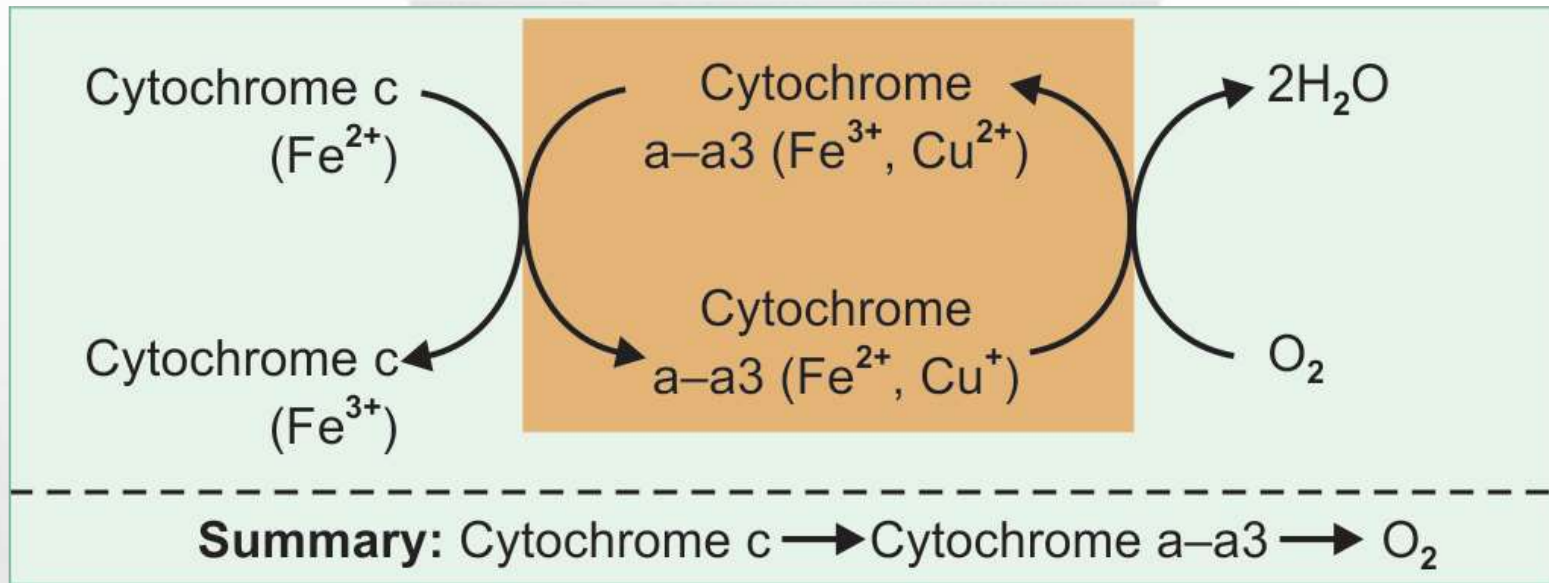 Cytochrome c
(Fe²⁺)
Cytochrome
a–a3 (Fe³⁺, Cu²⁺)
2H₂O
Cytochrome c
(Fe³⁺)
Cytochrome
a–a3 (Fe²⁺, Cu⁺)
O₂
Summary: Cytochrome c → Cytochrome a–a3 → O₂